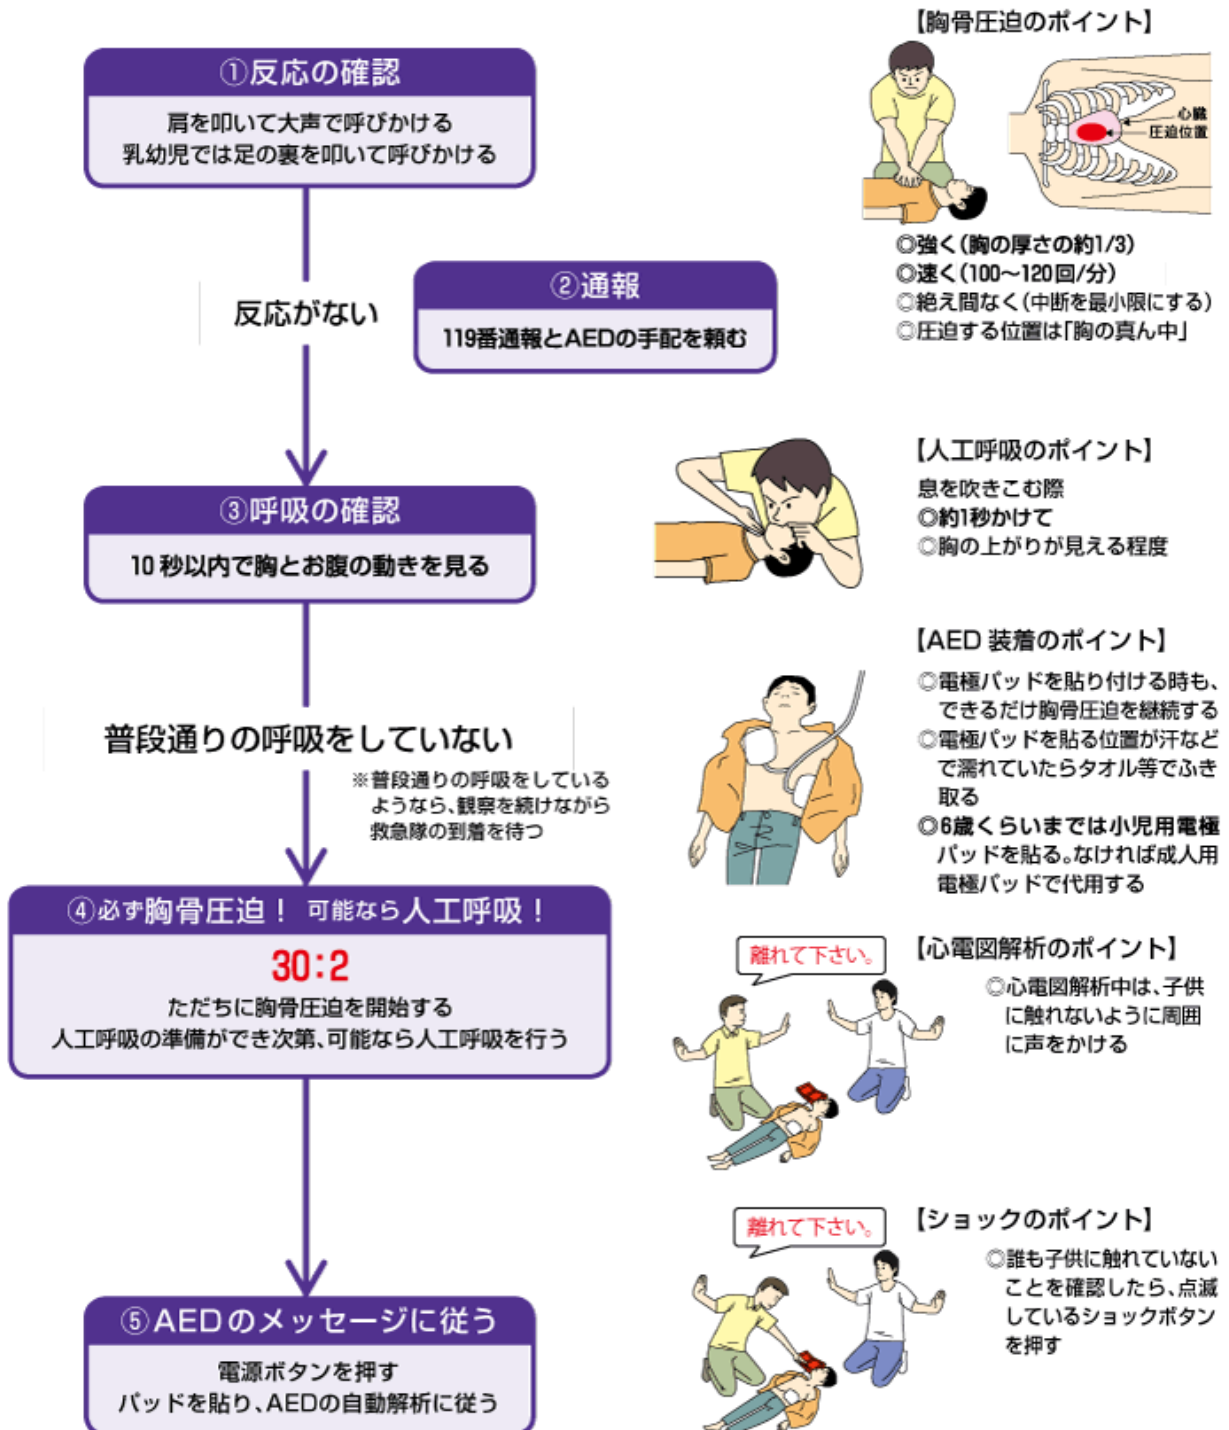 ①反応の確認
肩を叩いて大声で呼びかける
乳幼児では足の裏を叩いて呼びかける
反応がない
②通報
119番通報とAEDの手配を頼む
③呼吸の確認
10秒以内で胸とお腹の動きを見る
普段通りの呼吸をしていない
※普段通りの呼吸をしている
ようなら、観察を続けながら
救急隊の到着を待つ
④必ず胸骨圧迫！ 可能なら人工呼吸！
30：2
ただちに胸骨圧迫を開始する
人工呼吸の準備ができ次第、可能なら人工呼吸を行う
⑤AEDのメッセージに従う
電源ボタンを押す
パッドを貼り、AEDの自動解析に従う
【胸骨圧迫のポイント】
心臓
圧迫位置
◎強く（胸の厚さの約1/3）
◎速く（100～120回/分）
◎絶え間なく（中断を最小限にする）
◎圧迫する位置は「胸の真ん中」
【人工呼吸のポイント】
息を吹きこむ際
◎約1秒かけて
◎胸の上がりが見える程度
【AED 装着のポイント】
◎電極パッドを貼り付ける時も、
できるだけ胸骨圧迫を継続する
◎電極パッドを貼る位置が汗など
で濡れていたらタオル等でふき
取る
◎6歳くらいまでは小児用電極
パッドを貼る。なければ成人用
電極パッドで代用する
【心電図解析のポイント】
離れて下さい。
◎心電図解析中は、子供
に触れないように周囲
に声をかける
【ショックのポイント】
離れて下さい。
◎誰も子供に触れていない
ことを確認したら、点滅
しているショックボタン
を押す